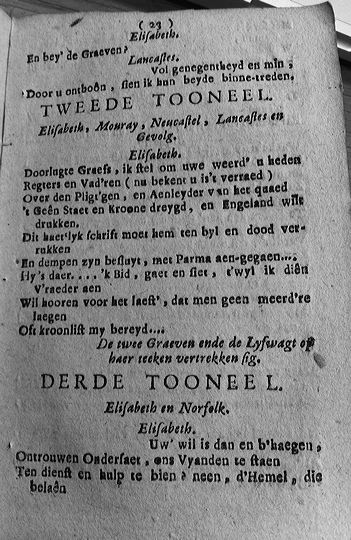 ( 23 )
Elisabeth.
En bey' de Graeven?
Lancastes.
Vol genegentheyd en min,
Door u ontboôn, sien ik hun beyde binne-treden.
TWEEDE TOONEEL.
Elisabeth, Mouray, Neucastel, Lancastes en
Gevolg.
Elisabeth.
Doorlugte Graefs, ik stel om uwe weerd' u heden
Regters en Vad'ren ( nu bekent u is't verraed )
Over den Pligt'gen, en Aenleyder van het quaed
't Geên Staet en Kroone dreygd, en Engeland wilt
drukken.
Dit haet'lyk schrift moet hem ten byl en dood ver-
rukken
En dempen zyn besluyt, met Parma aen-gegaen...;
Hy's daer.... 'k Bid, gaet en siet, t'wyl ik diên
V'raeder aen
Wil hooren voor het laest', dat men geen meerd're
laegen
Oft kroonlist my bereyd....
De twee Graeven ende de Lyfwagt op
haer teeken vertrekken sig.
DERDE TOONEEL.
Elisabeth en Norfolk.
Elisabeth.
Uw' wil is dan en b'haegen,
Ontrouwen Ondersaet, ons Vyanden te staen
Ten dienst en hulp te bien? neen, d'Hemel, die
belaên